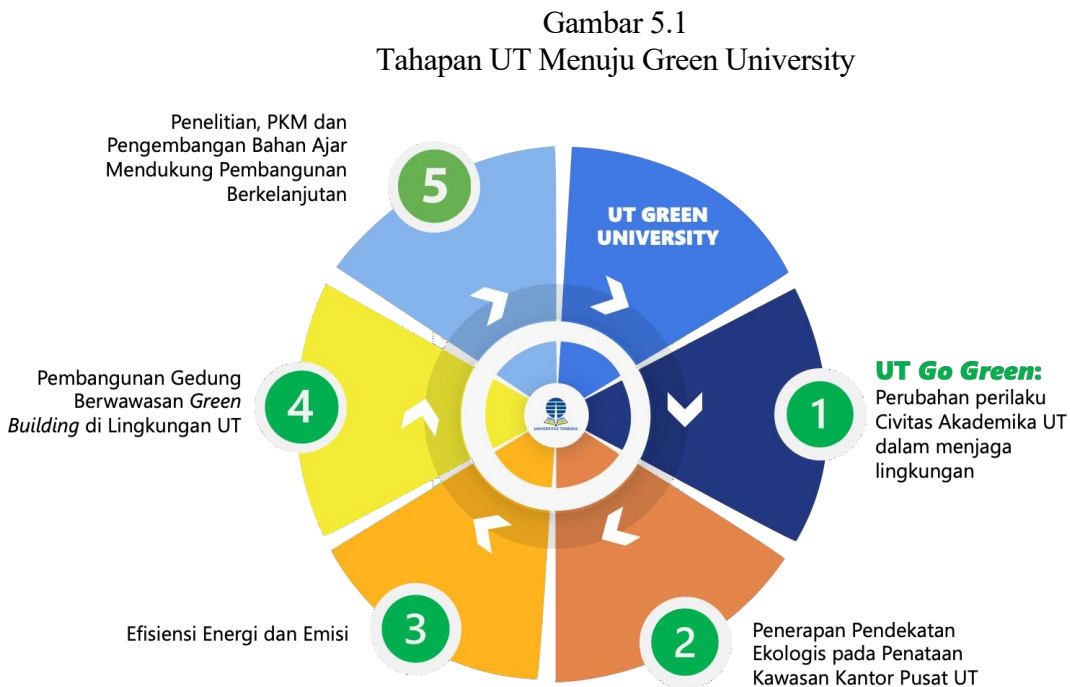 Gambar 5.1
Tahapan UT Menuju Green University
UT GREEN
UNIVERSITY
1
UT Go Green:
Perubahan perilaku
Civitas Akademika UT
dalam menjaga
lingkungan
2
Penerapan Pendekatan
Ekologis pada Penataan
Kawasan Kantor Pusat UT
3
Efisiensi Energi dan Emisi
4
Pembangunan Gedung
Berwawasan Green
Building di Lingkungan UT
5
Penelitian, PKM dan
Pengembangan Bahan Ajar
Mendukung Pembangunan
Berkelanjutan
UNIVERSITAS TERBUKA